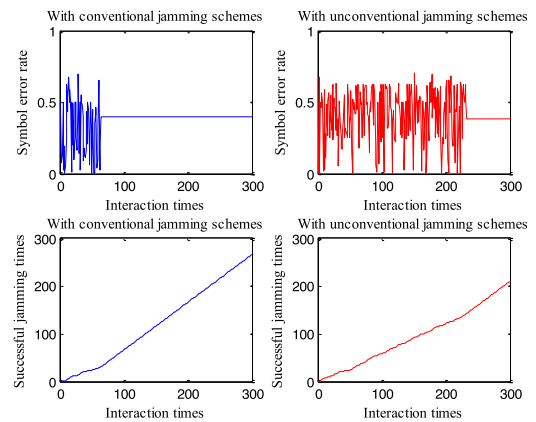 With conventional jamming schemes
1
0.5
0
Symbol error rate
0 100 200 300
Interaction times
With unconventional jamming schemes
1
0.5
0
Symbol error rate
0 100 200 300
Interaction times
With conventional jamming schemes
300
200
100
0
Successful jamming times
0 100 200 300
Interaction times
With unconventional jamming schemes
300
200
100
0
Successful jamming times
0 100 200 300
Interaction times